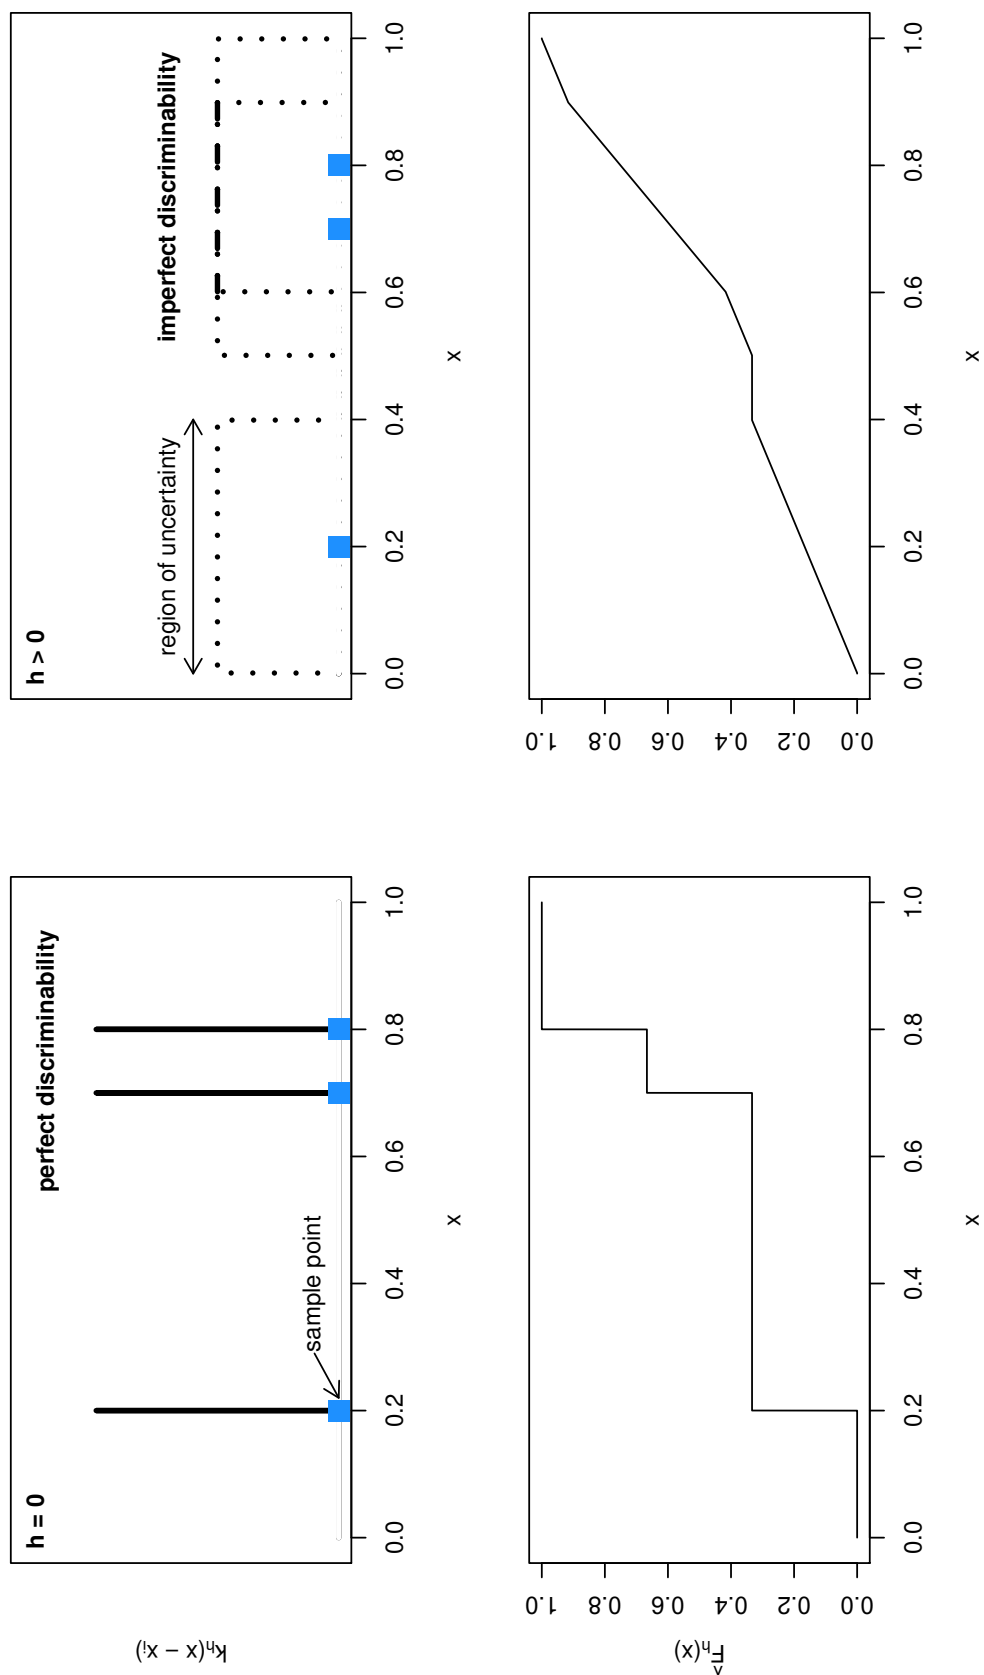 h = 0
perfect discriminability
sample point
0.0 0.2 0.4 0.6 0.8 1.0
x
kₕ(x − xᵢ)
h > 0
region of uncertainty
imperfect discriminability
0.0 0.2 0.4 0.6 0.8 1.0
x
1.0
0.8
0.6
0.4
0.2
0.0
0.0 0.2 0.4 0.6 0.8 1.0
x
F̂ₕ(x)
1.0
0.8
0.6
0.4
0.2
0.0
0.0 0.2 0.4 0.6 0.8 1.0
x